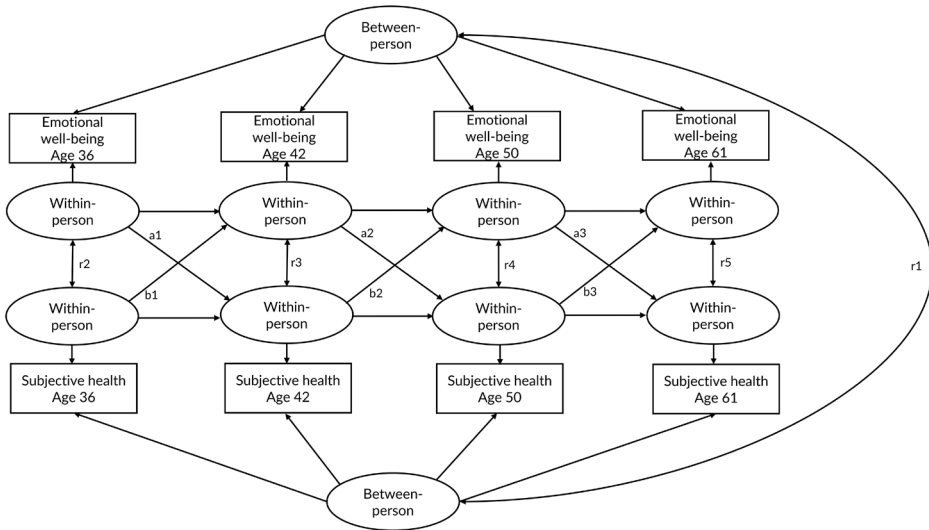 Between-
person
Emotional
well-being
Age 36
Emotional
well-being
Age 42
Emotional
well-being
Age 50
Emotional
well-being
Age 61
Within-
person
Within-
person
Within-
person
Within-
person
a1
a2
a3
r2
r3
r4
r5
r1
b1
b2
b3
Within-
person
Within-
person
Within-
person
Within-
person
Subjective health
Age 36
Subjective health
Age 42
Subjective health
Age 50
Subjective health
Age 61
Between-
person